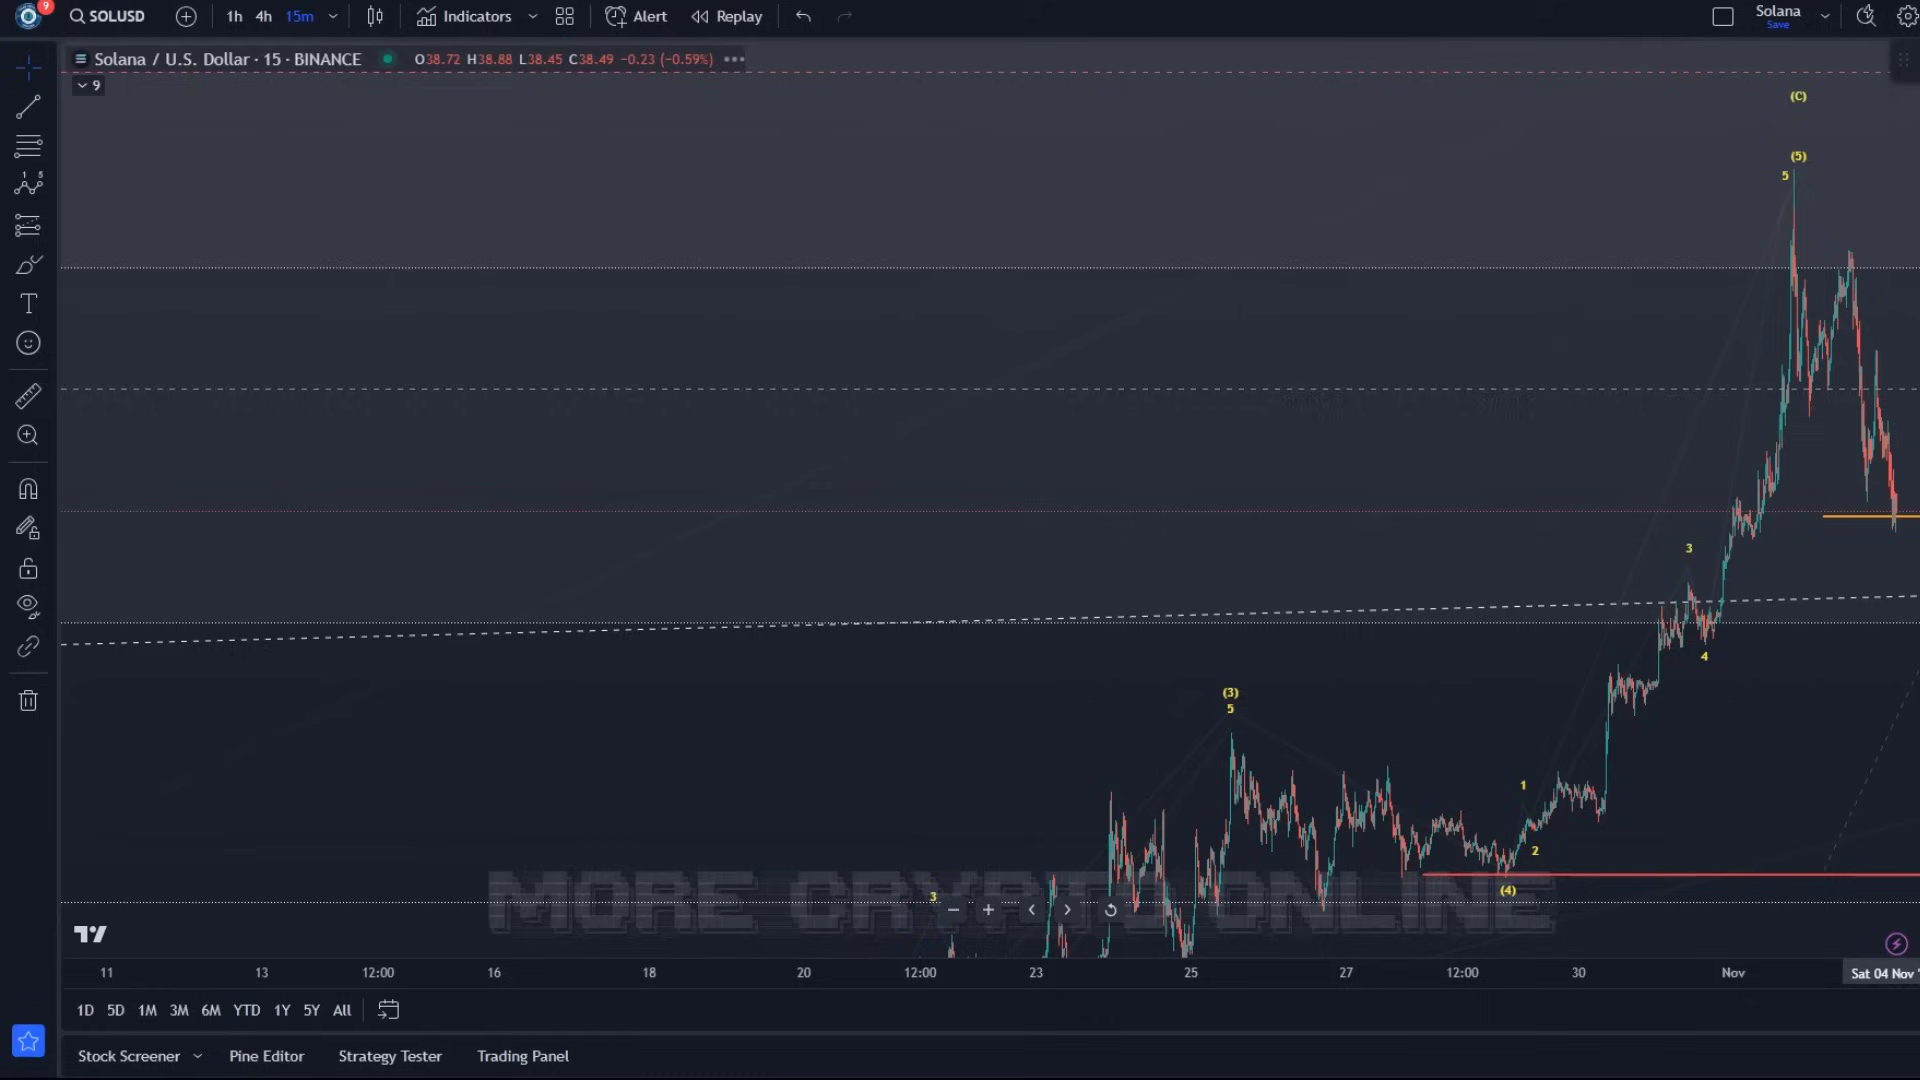 9
SOLUSD 1h 4h 15m Indicators Alert Replay Solana
Save
Solana / U.S. Dollar · 15 · BINANCE O38.72 H38.88 L38.45 C38.49 −0.23 (−0.59%)
9
(C)
(5)
5
3
4
(3)
5
1
2
(4)
3
MORE CRYPTO ONLINE
11 13 12:00 16 18 20 12:00 23 25 27 12:00 30 Nov Sat 04 Nov
1D 5D 1M 3M 6M YTD 1Y 5Y All
Stock Screener Pine Editor Strategy Tester Trading Panel